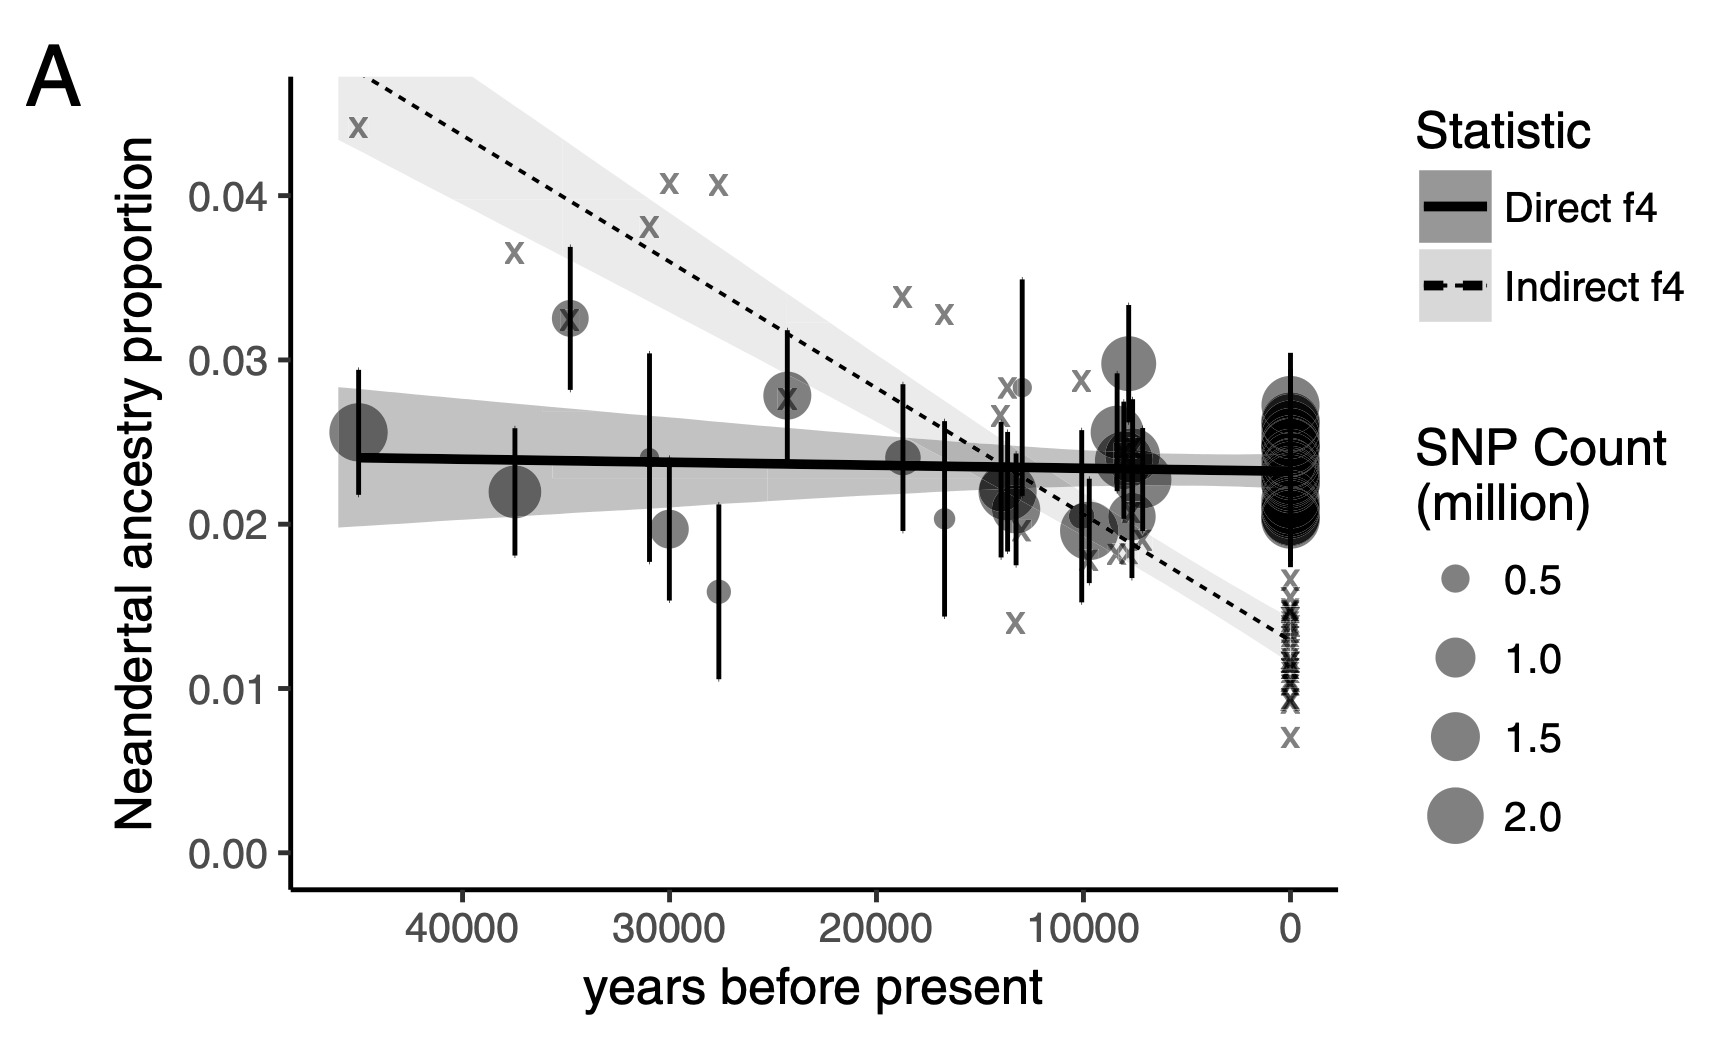 A
Neandertal ancestry proportion
0.04
0.03
0.02
0.01
0.00
40000
30000
20000
10000
0
years before present
Statistic
Direct f4
Indirect f4
SNP Count
(million)
0.5
1.0
1.5
2.0